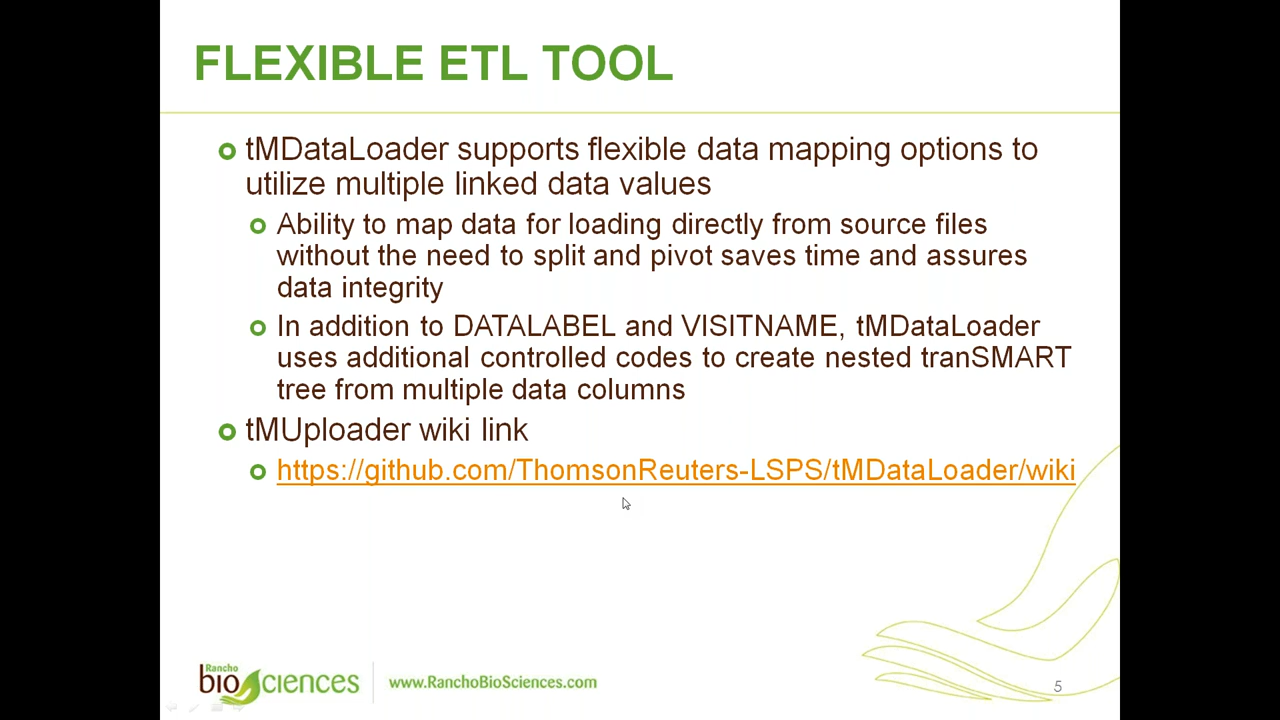 FLEXIBLE ETL TOOL
tMDataLoader supports flexible data mapping options to
utilize multiple linked data values
Ability to map data for loading directly from source files
without the need to split and pivot saves time and assures
data integrity
In addition to DATALABEL and VISITNAME, tMDataLoader
uses additional controlled codes to create nested tranSMART
tree from multiple data columns
tMUploader wiki link
https://github.com/ThomsonReuters-LSPS/tMDataLoader/wiki
Rancho
bioSciences
www.RanchoBioSciences.com
5